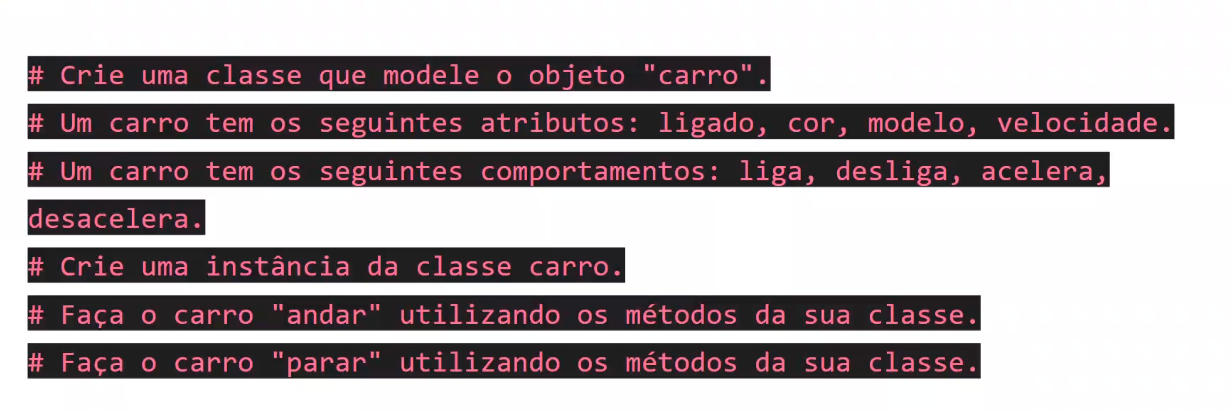 # Crie uma classe que modele o objeto "carro".
# Um carro tem os seguintes atributos: ligado, cor, modelo, velocidade.
# Um carro tem os seguintes comportamentos: liga, desliga, acelera,
desacelera.
# Crie uma instância da classe carro.
# Faça o carro "andar" utilizando os métodos da sua classe.
# Faça o carro "parar" utilizando os métodos da sua classe.